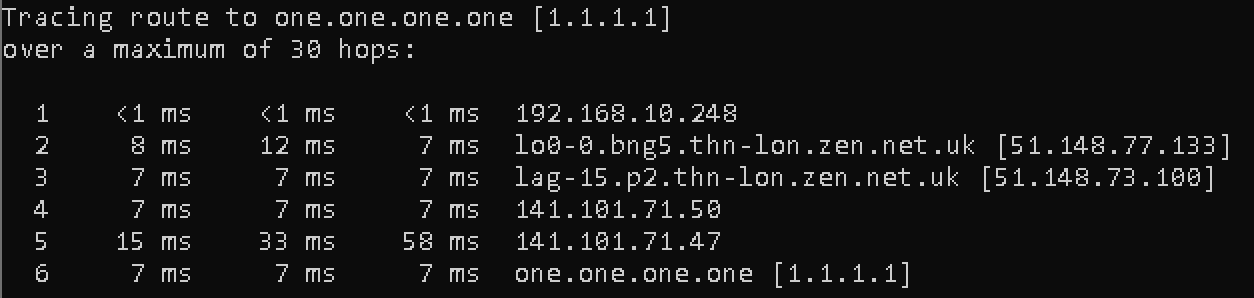 Tracing route to one.one.one.one [1.1.1.1]
over a maximum of 30 hops:
1 <1 ms <1 ms <1 ms 192.168.10.248
2 8 ms 12 ms 7 ms lo0-0.bng5.thn-lon.zen.net.uk [51.148.77.133]
3 7 ms 7 ms 7 ms lag-15.p2.thn-lon.zen.net.uk [51.148.73.100]
4 7 ms 7 ms 7 ms 141.101.71.50
5 15 ms 33 ms 58 ms 141.101.71.47
6 7 ms 7 ms 7 ms one.one.one.one [1.1.1.1]